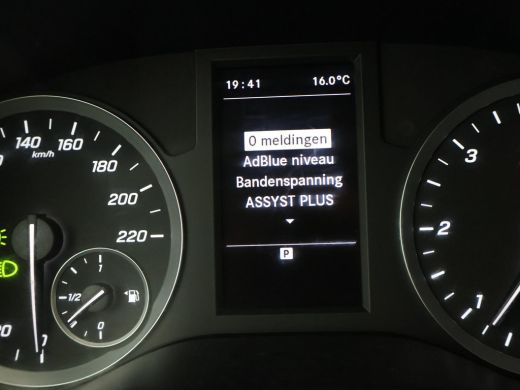 19:41 16.0°C
0 meldingen
AdBlue niveau
Bandenspanning
ASSYST PLUS
P
140 160
km/h
180
200
220
1
1/2
0
3
2
1